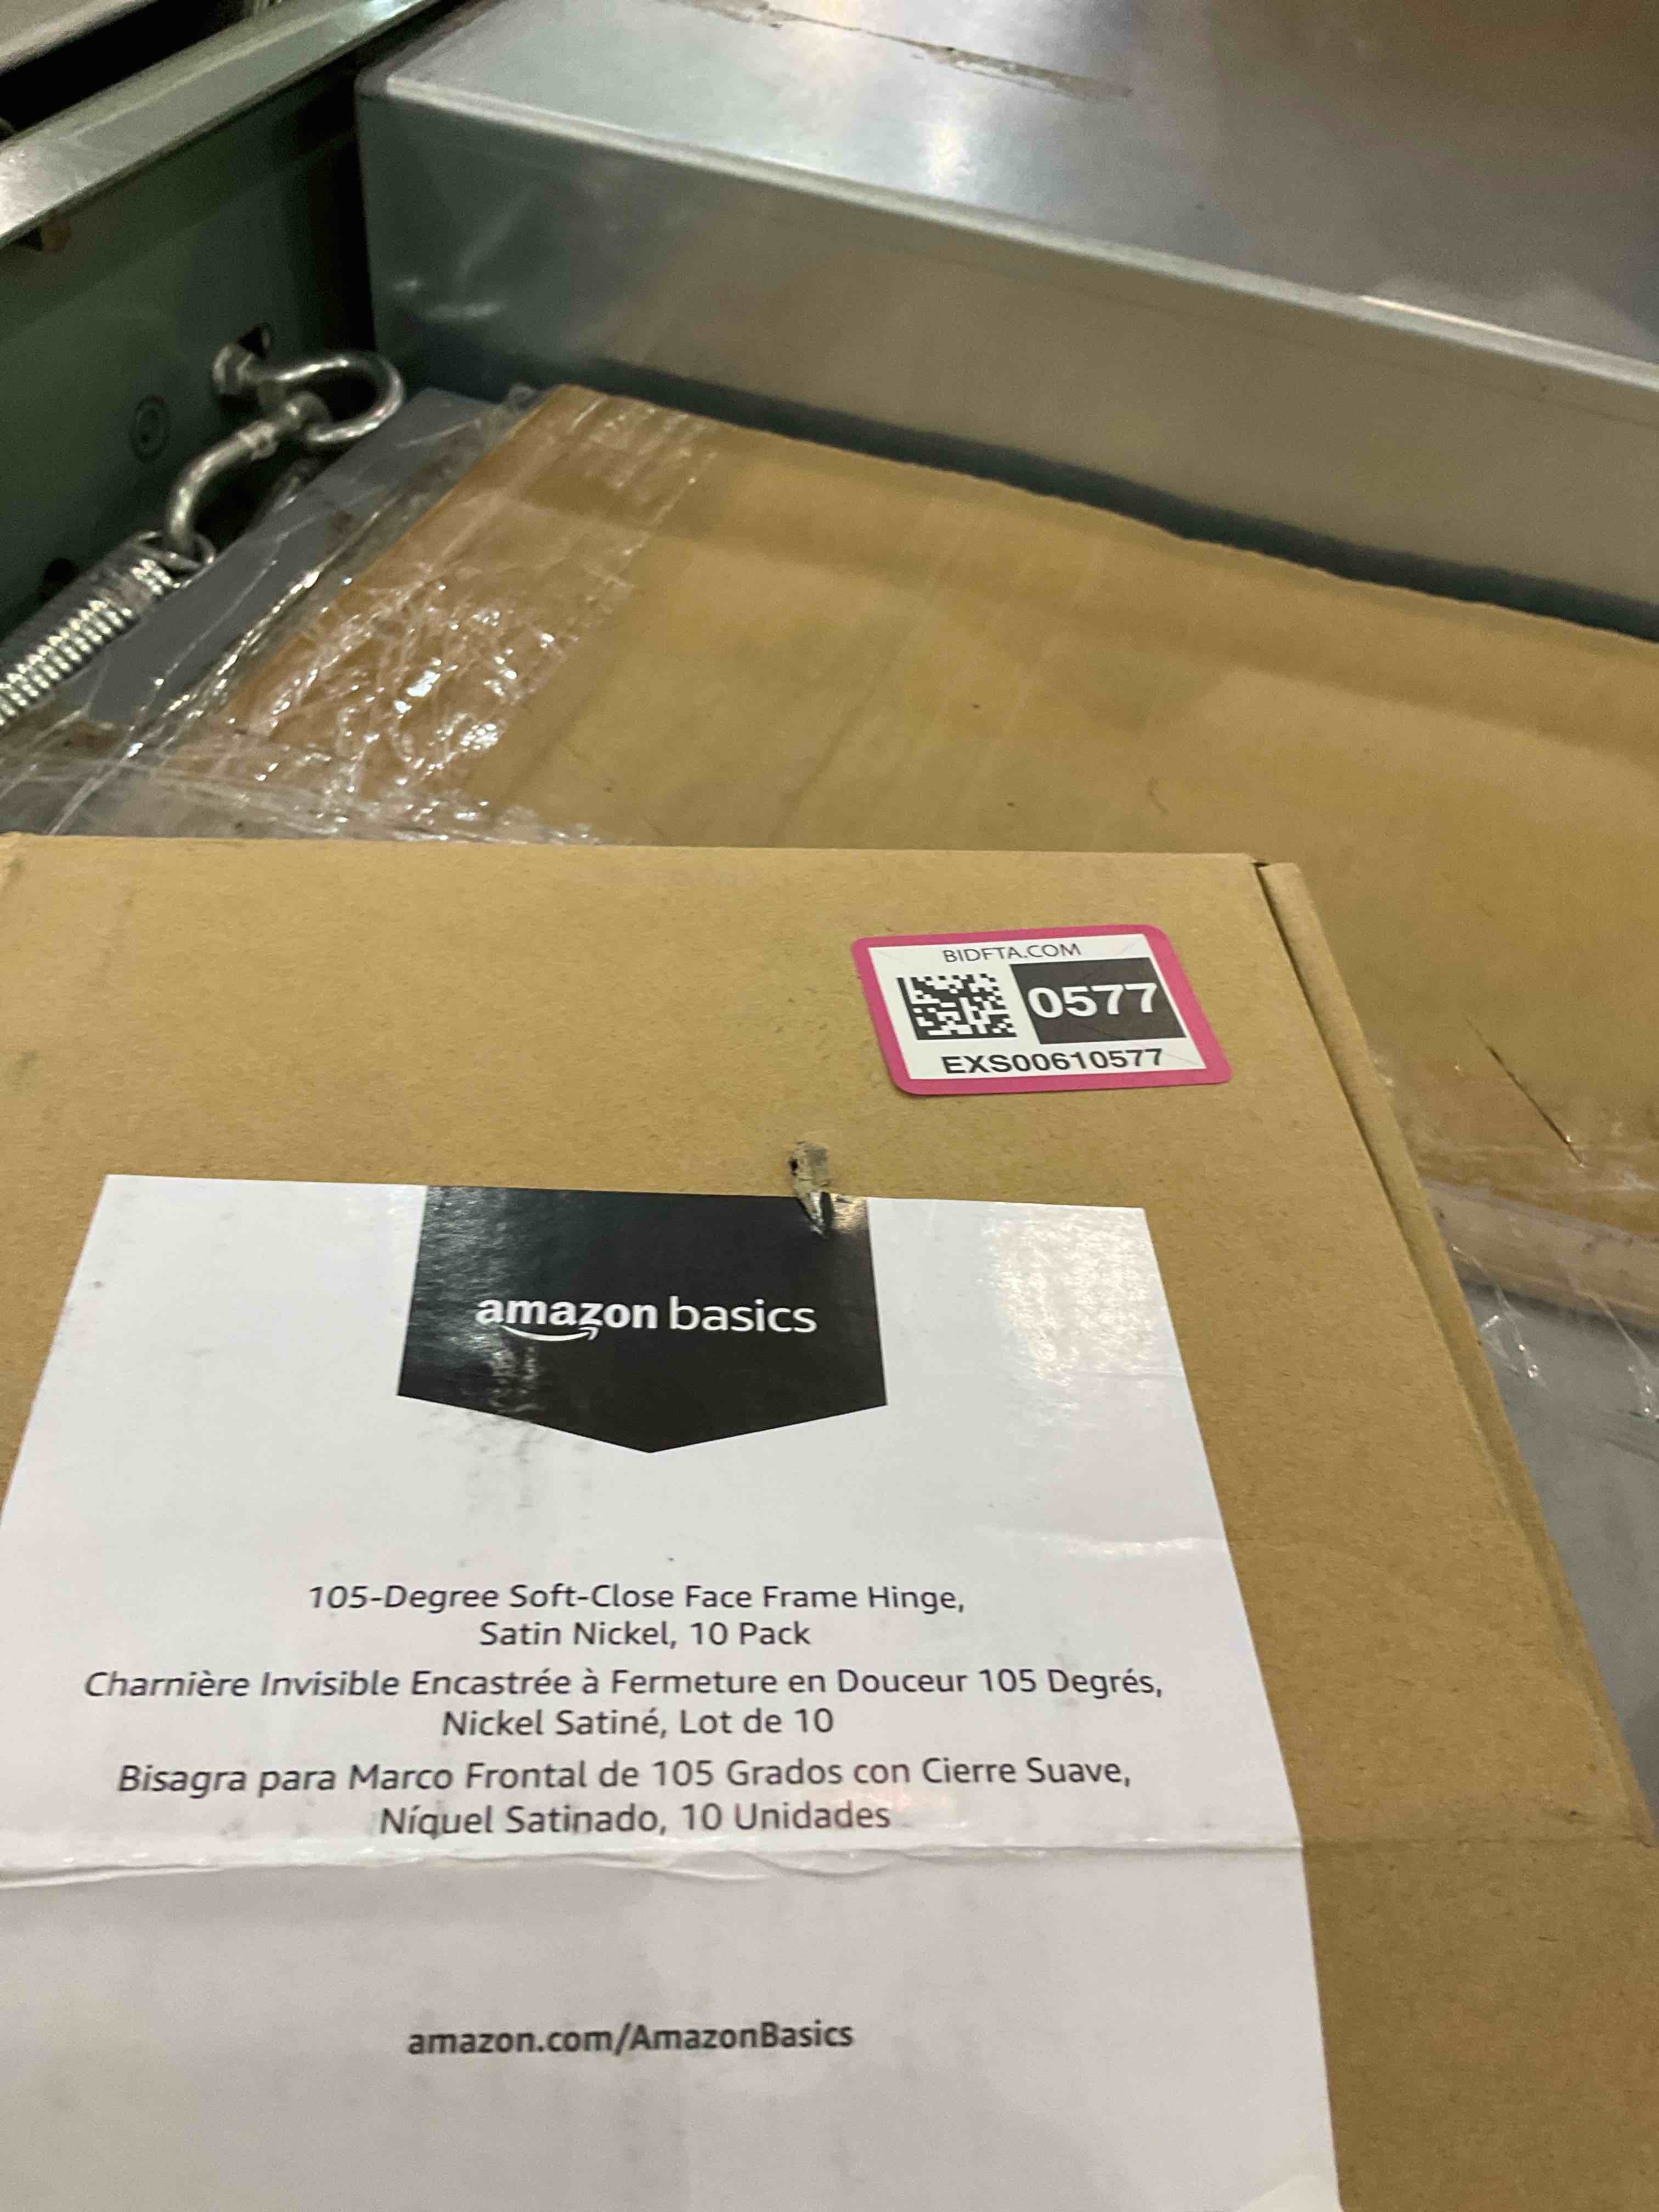 BIDFTA.COM
0577
EXS00610577
amazon basics
105-Degree Soft-Close Face Frame Hinge,
Satin Nickel, 10 Pack
Charnière Invisible Encastrée à Fermeture en Douceur 105 Degrés,
Nickel Satiné, Lot de 10
Bisagra para Marco Frontal de 105 Grados con Cierre Suave,
Níquel Satinado, 10 Unidades
amazon.com/AmazonBasics